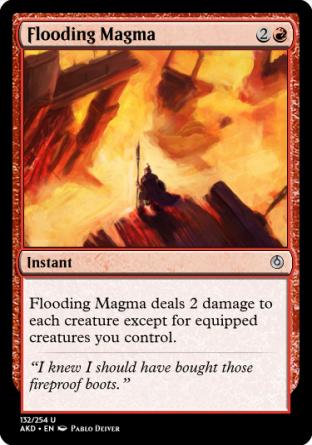 Flooding Magma 2
Instant
Flooding Magma deals 2 damage to
each creature except for equipped
creatures you control.
“I knew I should have bought those
fireproof boots.”
132/254 U
AKD • EN Pablo Deiver